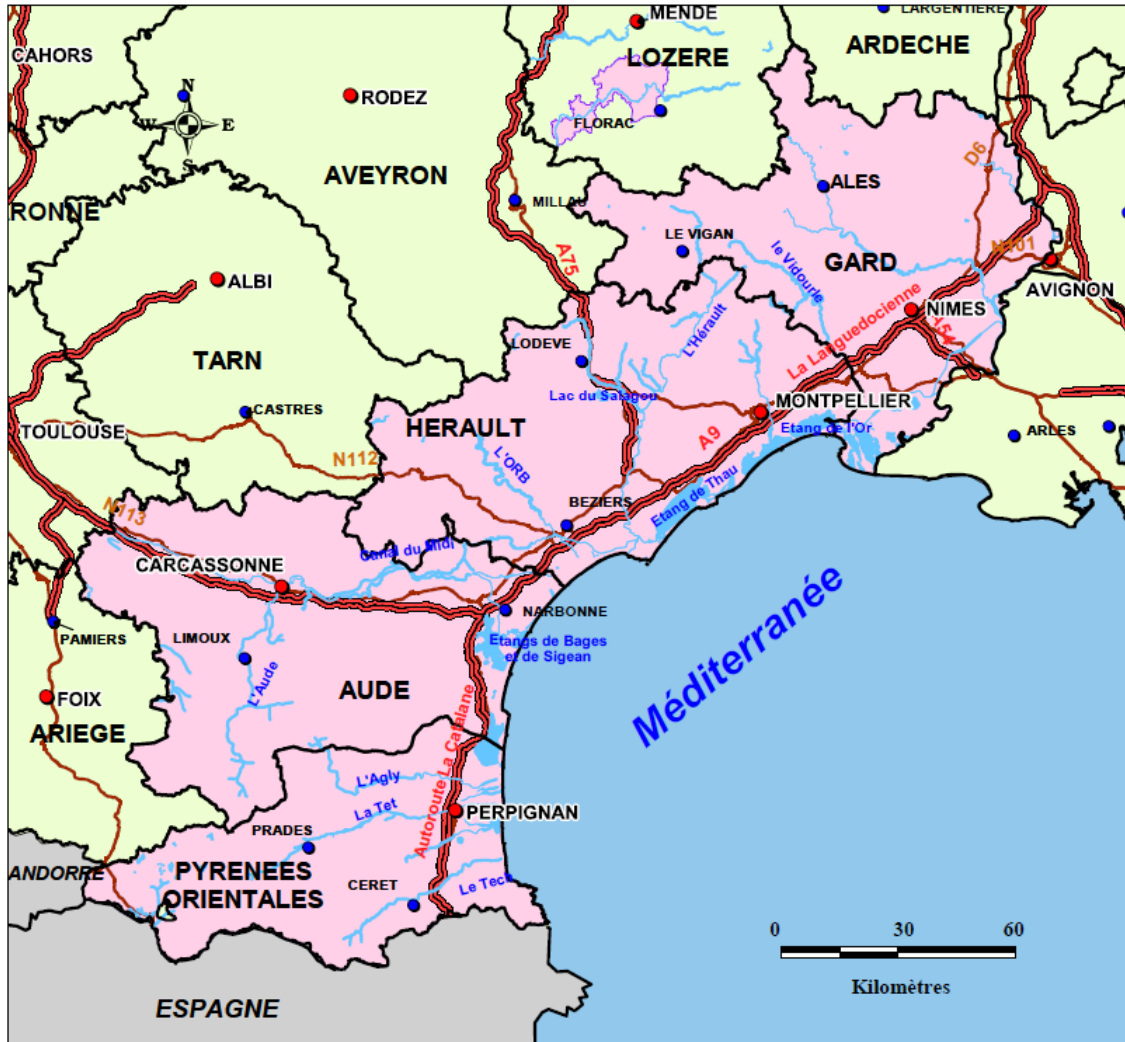 MENDE
LARGENTIERE
CAHORS
LOZERE
ARDECHE
N
RODEZ
W
E
FLORAC
S
D6
AVEYRON
ALES
MILLAU
RONNE
LE VIGAN
A75
N101
le Vidourle
GARD
ALBI
AVIGNON
NIMES
A54
La Languedocienne
L'Hérault
LODEVE
TARN
Lac du Salagou
MONTPELLIER
CASTRES
HERAULT
Etang de l'Or
TOULOUSE
ARLES
A9
N112
L'ORB
Etang de Thau
BEZIERS
N113
Canal du Midi
CARCASSONNE
Méditerranée
NARBONNE
PAMIERS
LIMOUX
Etangs de Bages
et de Sigean
L'Aude
AUDE
FOIX
ARIEGE
Autoroute La Catalane
L'Agly
La Tet
PERPIGNAN
PRADES
ANDORRE
PYRENEES
ORIENTALES
CERET
Le Tech
0 30 60
Kilomètres
ESPAGNE